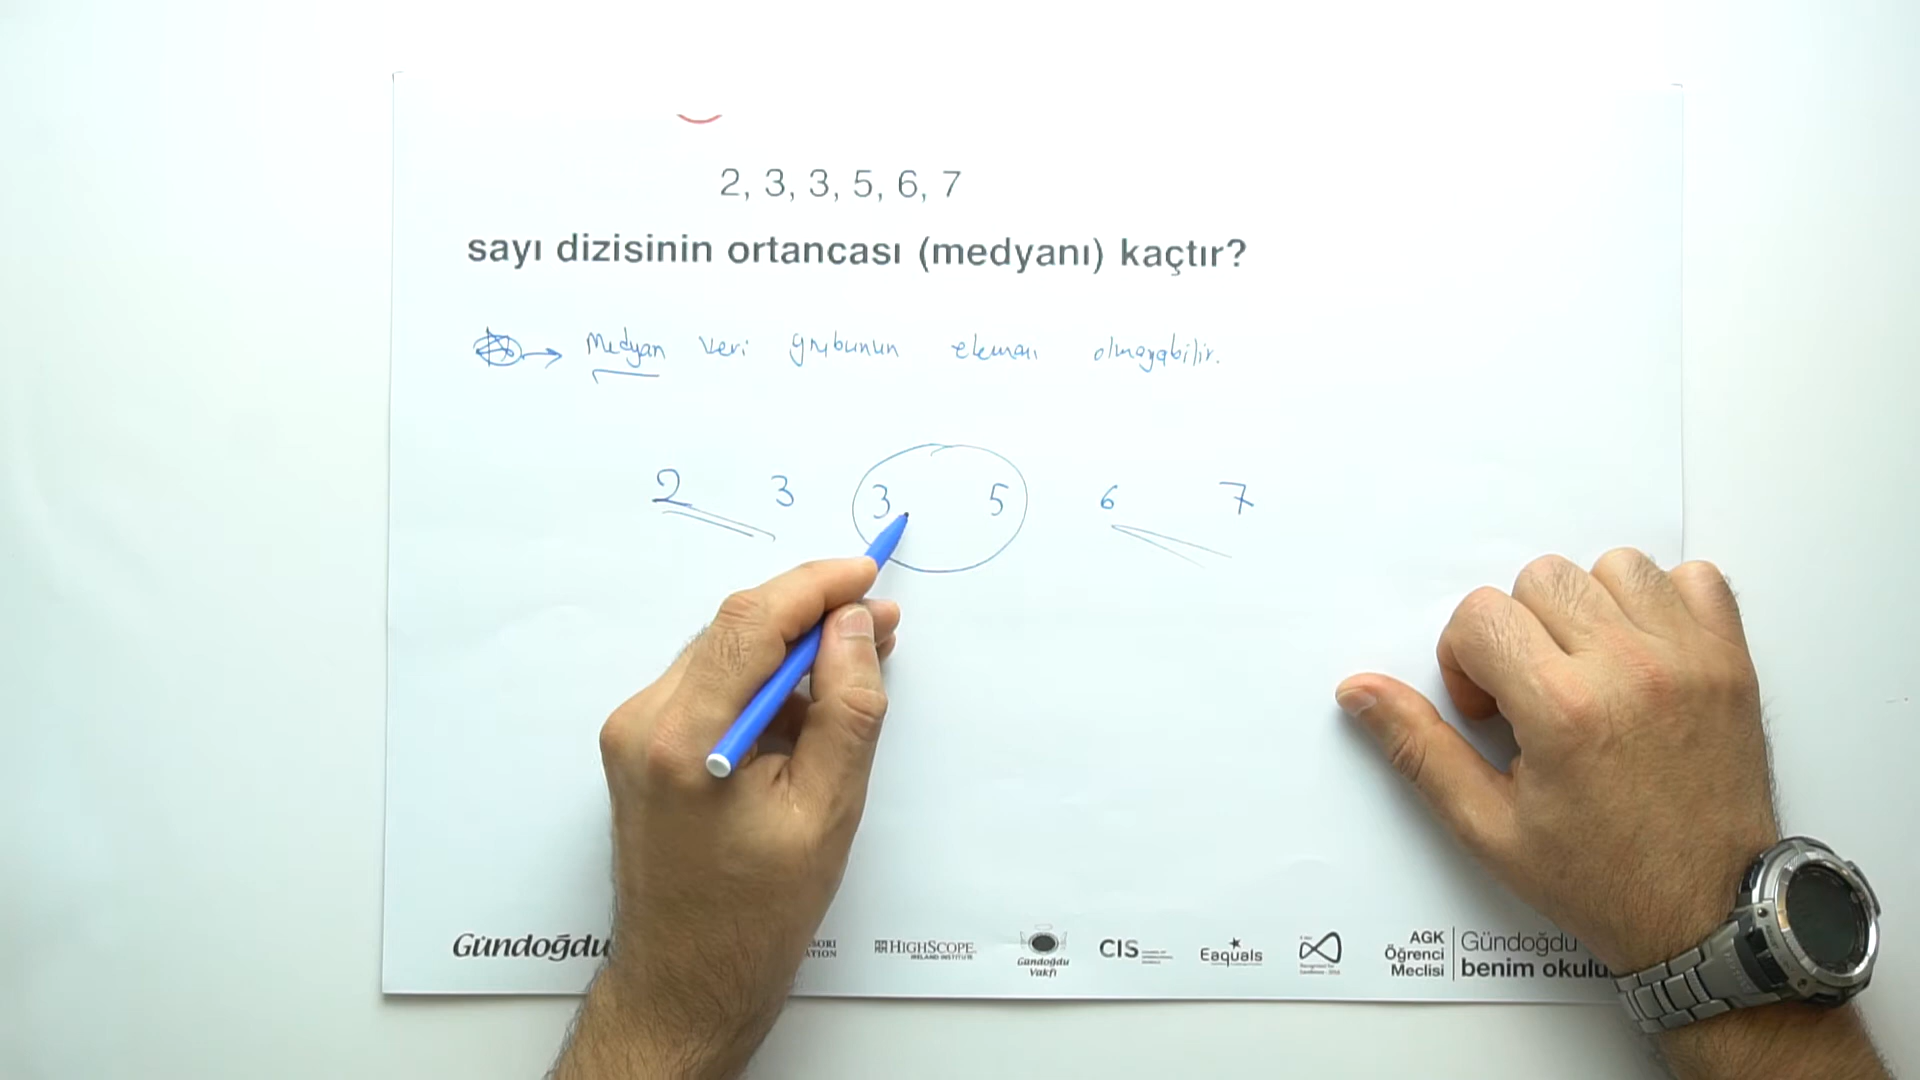 2, 3, 3, 5, 6, 7
sayı dizisinin ortancası (medyanı) kaçtır?
Medyan veri grubunun elemanı olmayabilir.
2 3 3 5 6 7
Gündoğdu
HIGHSCOPE
Gündoğdu
Vakfı
CIS
Eaquals
AGK
Öğrenci
Meclisi
Gündoğdu
benim okulu